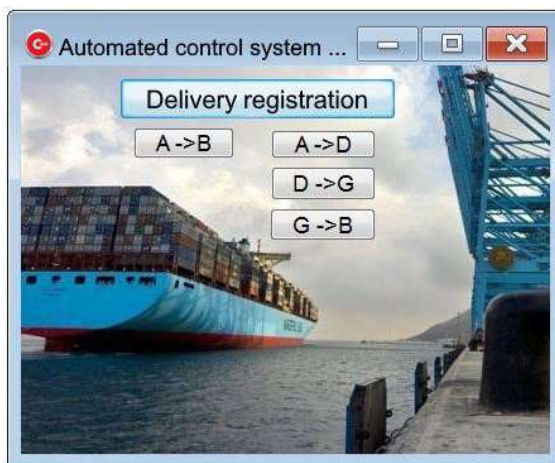 Automated control system ...
Delivery registration
A ->B
A ->D
D ->G
G ->B